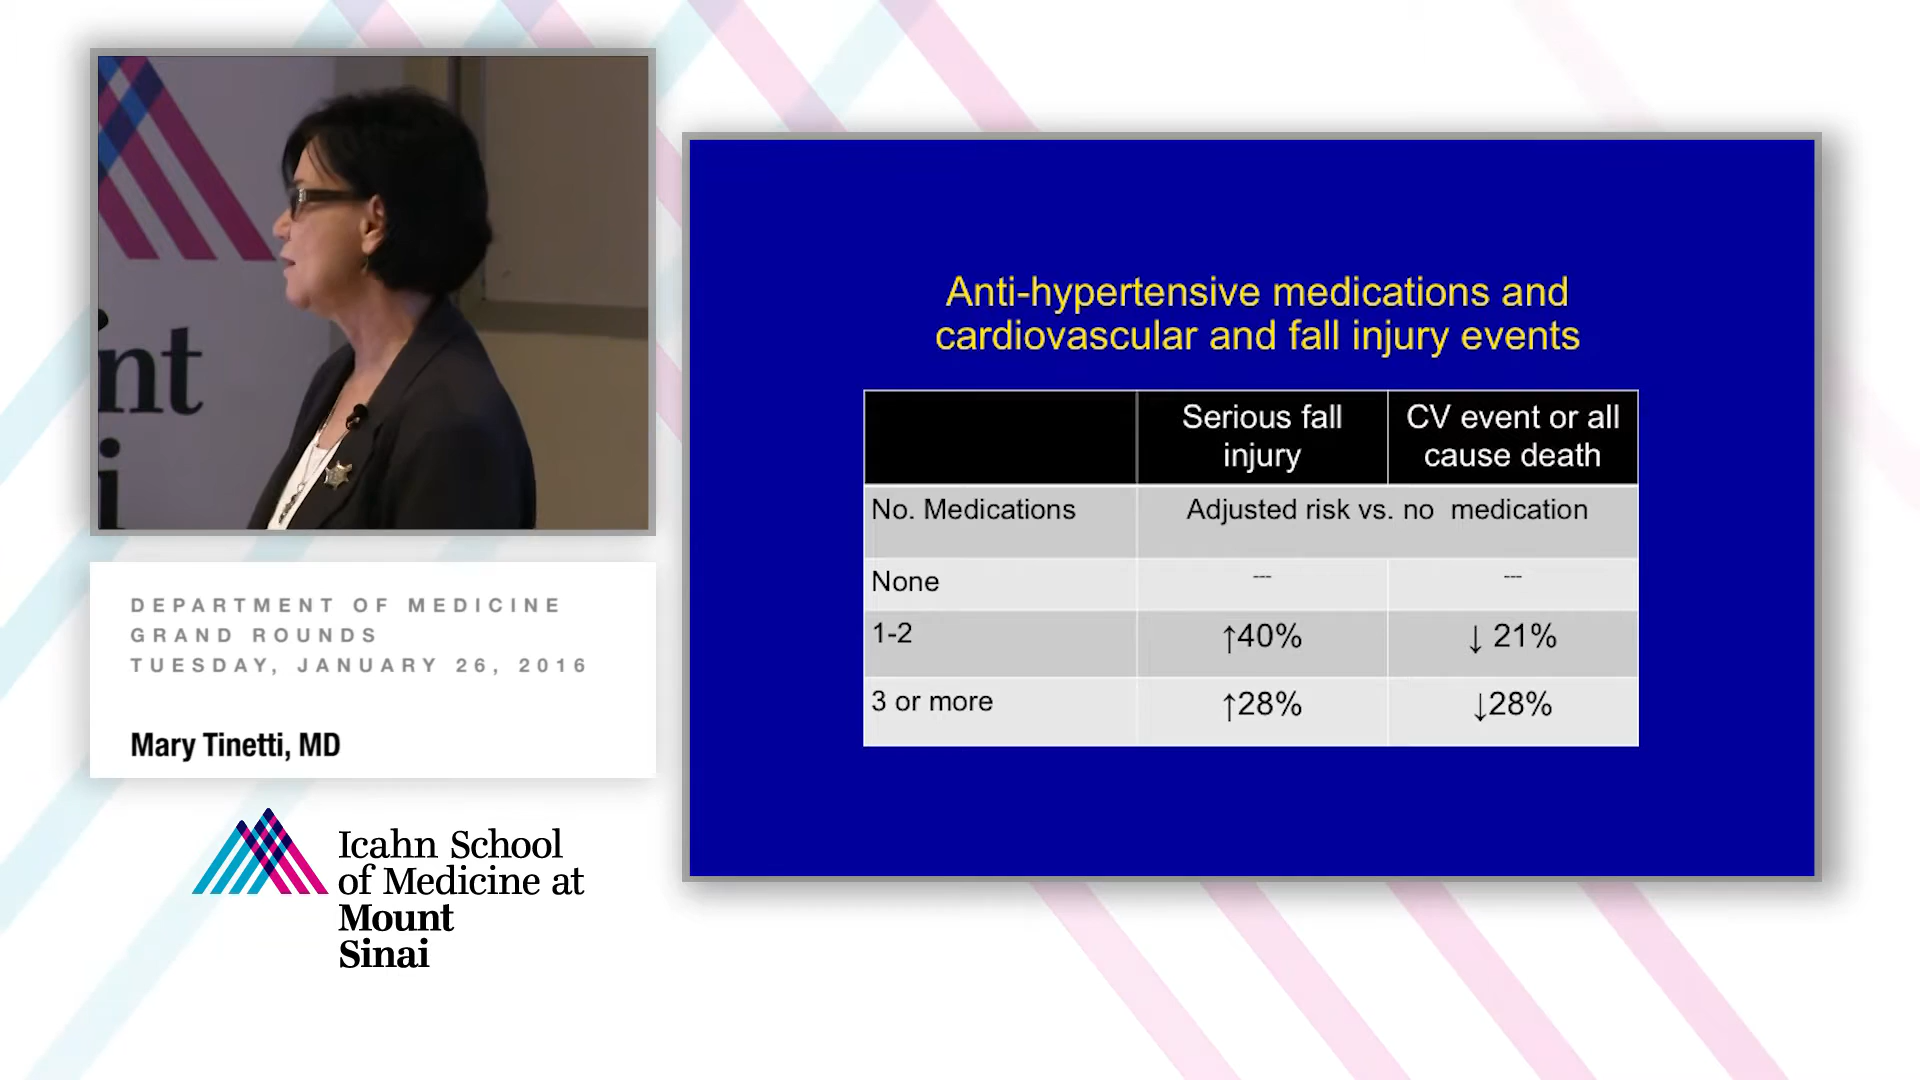 nt
i
DEPARTMENT OF MEDICINE
GRAND ROUNDS
TUESDAY, JANUARY 26, 2016
Mary Tinetti, MD
Icahn School
of Medicine at
Mount
Sinai
Anti-hypertensive medications and
cardiovascular and fall injury events
Serious fall
injury
CV event or all
cause death
No. Medications Adjusted risk vs. no medication
None --- ---
1-2 ↑40% ↓ 21%
3 or more ↑28% ↓28%